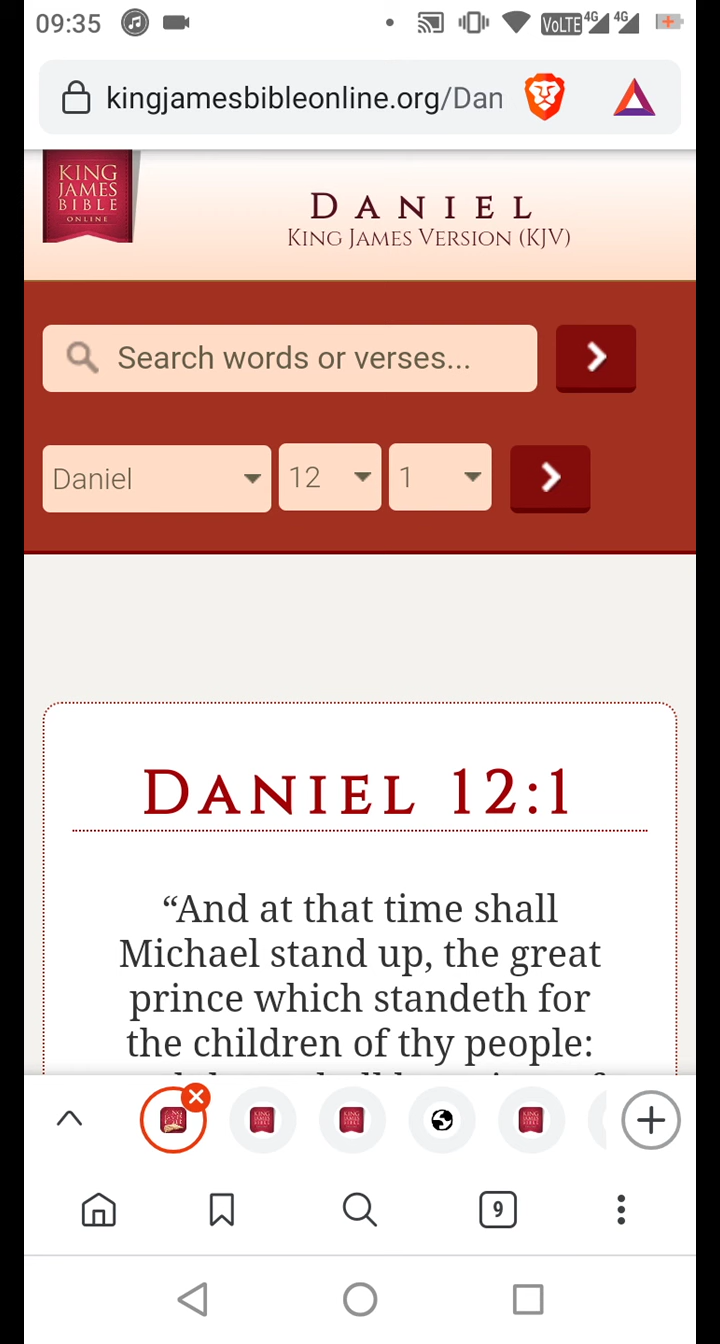 09:35
VoLTE 4G 4G
kingjamesbibleonline.org/Dan
KING
JAMES
BIBLE
ONLINE
DANIEL
KING JAMES VERSION (KJV)
Search words or verses...
Daniel 12 1
DANIEL 12:1
“And at that time shall
Michael stand up, the great
prince which standeth for
the children of thy people:
9